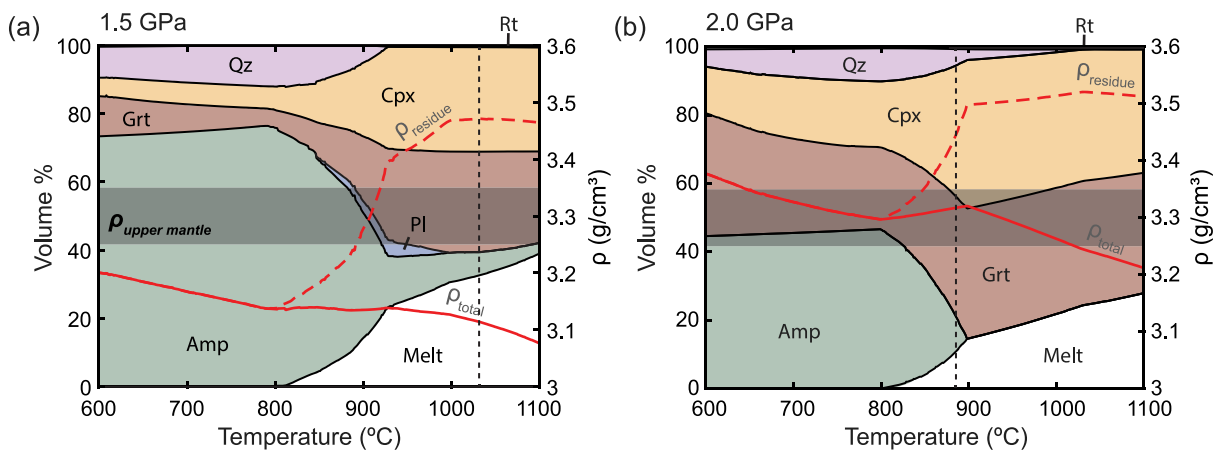 (a) 1.5 GPa
Rt
100
80
60
40
20
0
Volume %
600
700
800
900
1000
1100
Temperature (ºC)
3.6
3.5
3.4
3.3
3.2
3.1
3
ρ (g/cm³)
Qz
Cpx
Grt
ρresidue
ρupper mantle
Pl
ρtotal
Amp
Melt
(b) 2.0 GPa
Rt
100
80
60
40
20
0
Volume %
600
700
800
900
1000
1100
Temperature (ºC)
3.6
3.5
3.4
3.3
3.2
3.1
3
ρ (g/cm³)
Qz
ρresidue
Cpx
ρtotal
Grt
Amp
Melt